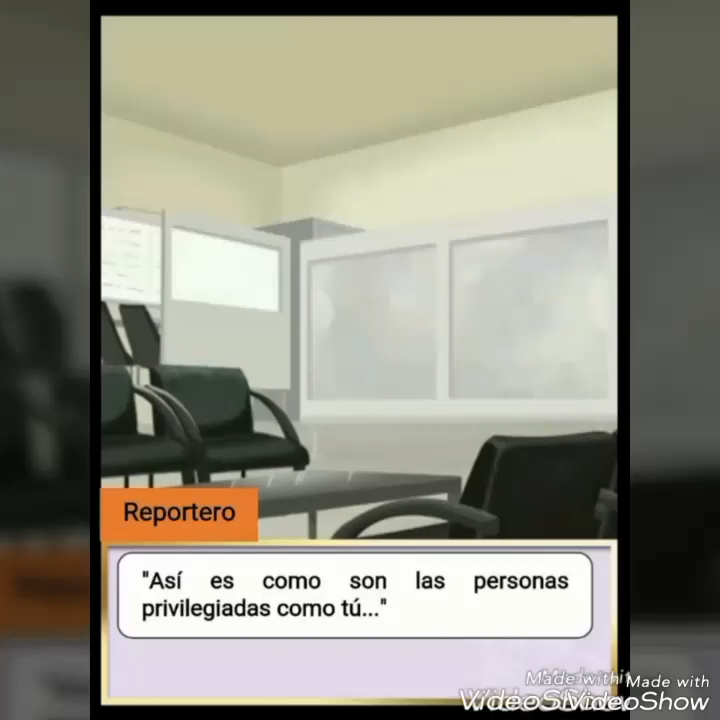 Reportero
"Así es como son las personas
privilegiadas como tú..."
Made with
VideoShow